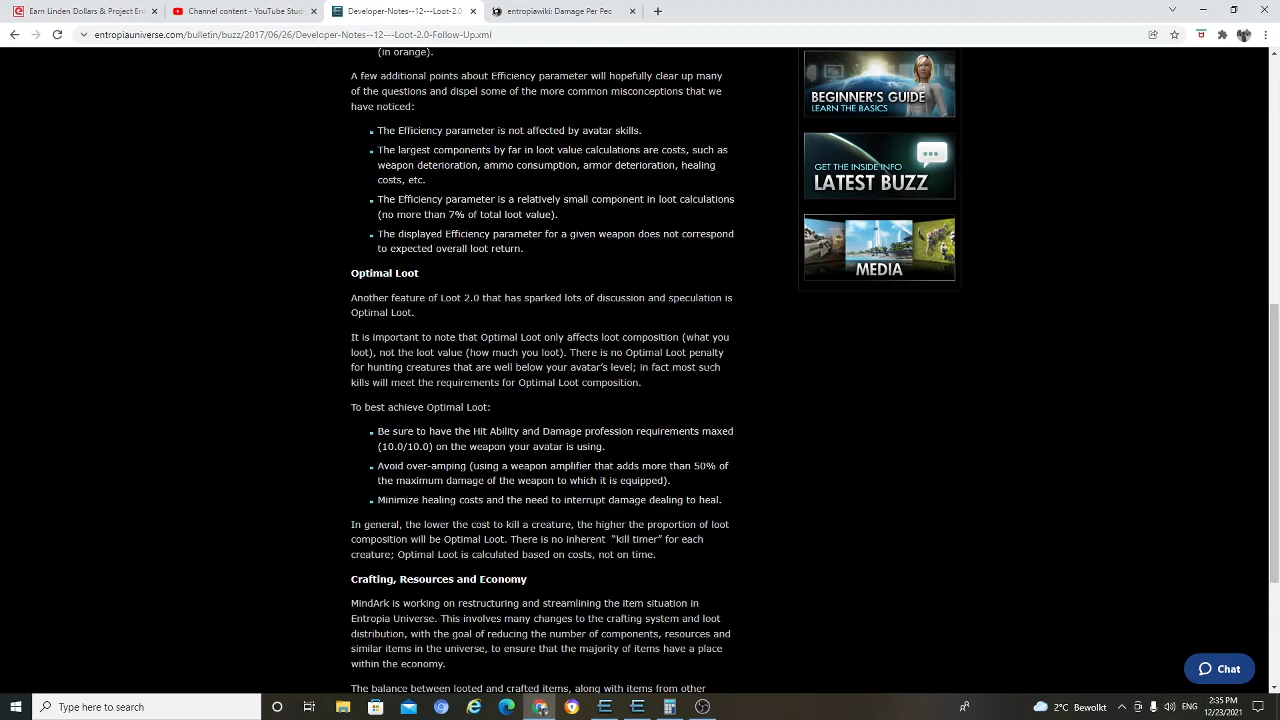 Earn Linden Dollars & Project Ent
Channel content - YouTube Studi
Developer-Notes--12---Loot-2.0-
entropiawiki: Damage Per Pec
entropiauniverse.com/bulletin/buzz/2017/06/26/Developer-Notes--12---Loot-2.0-Follow-Up.xml
(in orange).
A few additional points about Efficiency parameter will hopefully clear up many
of the questions and dispel some of the more common misconceptions that we
have noticed:
The Efficiency parameter is not affected by avatar skills.
The largest components by far in loot value calculations are costs, such as
weapon deterioration, ammo consumption, armor deterioration, healing
costs, etc.
The Efficiency parameter is a relatively small component in loot calculations
(no more than 7% of total loot value).
The displayed Efficiency parameter for a given weapon does not correspond
to expected overall loot return.
Optimal Loot
Another feature of Loot 2.0 that has sparked lots of discussion and speculation is
Optimal Loot.
It is important to note that Optimal Loot only affects loot composition (what you
loot), not the loot value (how much you loot). There is no Optimal Loot penalty
for hunting creatures that are well below your avatar's level; in fact most such
kills will meet the requirements for Optimal Loot composition.
To best achieve Optimal Loot:
Be sure to have the Hit Ability and Damage profession requirements maxed
(10.0/10.0) on the weapon your avatar is using.
Avoid over-amping (using a weapon amplifier that adds more than 50% of
the maximum damage of the weapon to which it is equipped).
Minimize healing costs and the need to interrupt damage dealing to heal.
In general, the lower the cost to kill a creature, the higher the proportion of loot
composition will be Optimal Loot. There is no inherent "kill timer" for each
creature; Optimal Loot is calculated based on costs, not on time.
Crafting, Resources and Economy
MindArk is working on restructuring and streamlining the item situation in
Entropia Universe. This involves many changes to the crafting system and loot
distribution, with the goal of reducing the number of components, resources and
similar items in the universe, to ensure that the majority of items have a place
within the economy.
The balance between looted and crafted items, along with items from other
BEGINNER'S GUIDE
LEARN THE BASICS
GET THE INSIDE INFO
LATEST BUZZ
MEDIA
Chat
Type here to search
2°C Bewolkt
2:35 PM
12/23/2021